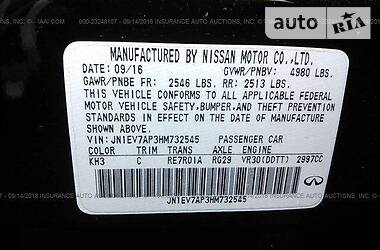 auto RIA
MANUFACTURED BY NISSAN MOTOR CO.,LTD.
DATE: 09/16 GVWR/PNBV: 4980 LBS.
GAWR/PNBE FR: 2546 LBS. RR: 2513 LBS.
THIS VEHICLE CONFORMS TO ALL APPLICABLE FEDERAL
MOTOR VEHICLE SAFETY,BUMPER,AND THEFT PREVENTION
STANDARDS IN EFFECT ON THE DATE OF MANUFACTURE
SHOWN ABOVE.
VIN: JN1EV7AP3HM732545 PASSENGER CAR
COLOR TRIM TRANS AXLE ENGINE
KH3 C RE7R01A RG29 VR30(DDTT) 2997CC
JN1EV7AP3HM732545